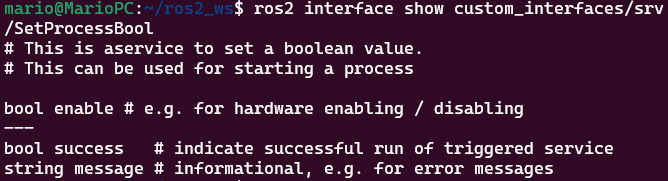 mario@MarioPC:~/ros2_ws$ ros2 interface show custom_interfaces/srv
/SetProcessBool
# This is aservice to set a boolean value.
# This can be used for starting a process

bool enable # e.g. for hardware enabling / disabling
---
bool success   # indicate successful run of triggered service
string message # informational, e.g. for error messages